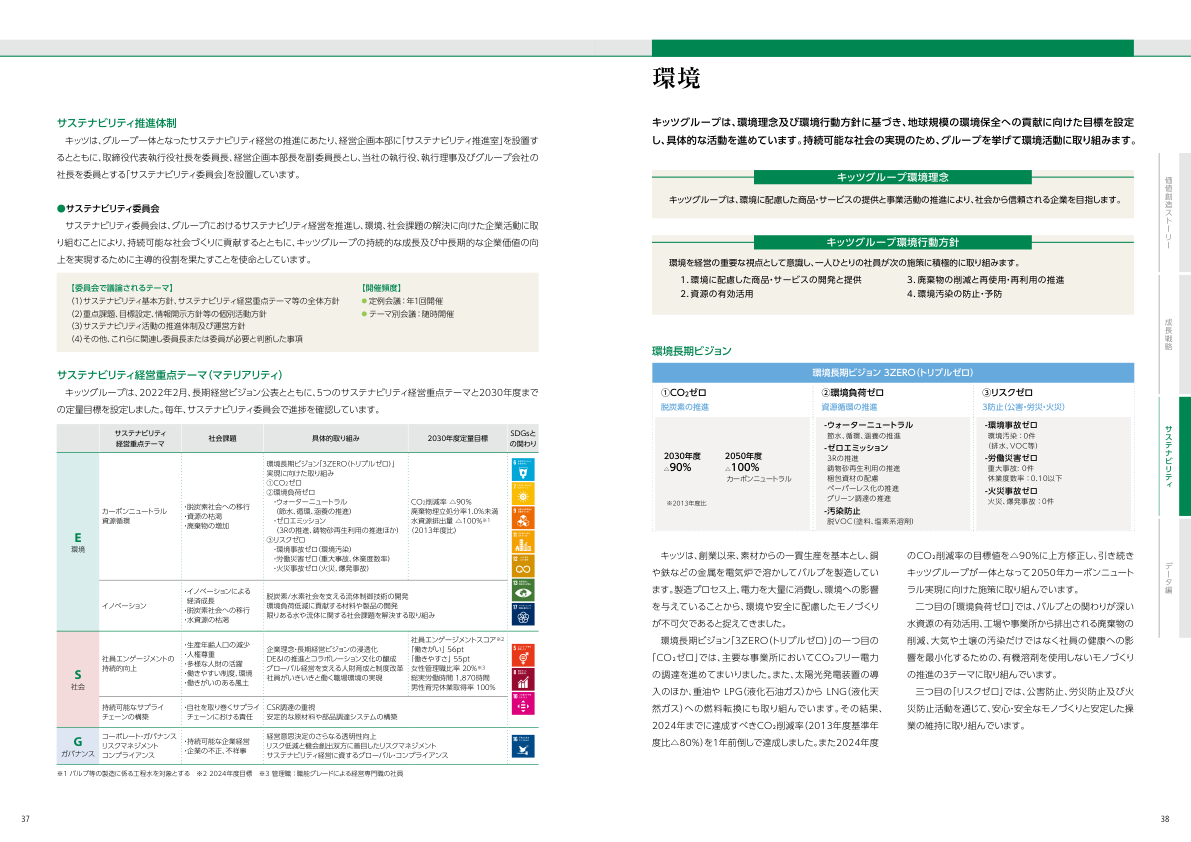 サステナビリティ推進体制
キッツは、グループ一体となったサステナビリティ経営の推進にあたり、経営企画本部に「サステナビリティ推進室」を設置す
るとともに、取締役代表執行役社長を委員長、経営企画本部長を副委員長とし、当社の執行役、執行理事及びグループ会社の
社長を委員とする「サステナビリティ委員会」を設置しています。
●サステナビリティ委員会
サステナビリティ委員会は、グループにおけるサステナビリティ経営を推進し、環境、社会課題の解決に向けた企業活動に取
り組むことにより、持続可能な社会づくりに貢献するとともに、キッツグループの持続的な成長及び中長期的な企業価値の向
上を実現するために主導的役割を果たすことを使命としています。
【委員会で議論されるテーマ】
(1)サステナビリティ基本方針、サステナビリティ経営重点テーマ等の全体方針
(2)重点課題、目標設定、情報開示方針等の個別活動方針
(3)サステナビリティ活動の推進体制及び運営方針
(4)その他、これらに関連し委員長または委員が必要と判断した事項
【開催頻度】
● 定例会議：年1回開催
● テーマ別会議：随時開催
サステナビリティ経営重点テーマ（マテリアリティ）
キッツグループは、2022年2月、長期経営ビジョン公表とともに、5つのサステナビリティ経営重点テーマと2030年度まで
の定量目標を設定しました。毎年、サステナビリティ委員会で進捗を確認しています。
サステナビリティ
経営重点テーマ
社会課題
具体的取り組み
2030年度定量目標
SDGsと
の関わり
E
環境
カーボンニュートラル
資源循環
・脱炭素社会への移行
・資源の枯渇
・廃棄物の増加
環境長期ビジョン「3ZERO（トリプルゼロ）」
実現に向けた取り組み
①CO₂ゼロ
②環境負荷ゼロ
・ウォーターニュートラル
（節水、循環、涵養の推進）
・ゼロエミッション
（3Rの推進、鋳物砂再生利用の推進ほか）
③リスクゼロ
・環境事故ゼロ（環境汚染）
・労働災害ゼロ（重大事故、休業度数率）
・火災事故ゼロ（火災、爆発事故）
CO₂削減率 △90%
廃棄物埋立処分率1.0%未満
水資源排出量 △100%※1
（2013年度比）
イノベーション
・イノベーションによる
経済成長
・脱炭素社会への移行
・水資源の枯渇
脱炭素/水素社会を支える流体制御技術の開発
環境負荷低減に貢献する材料や製品の開発
限りある水や流体に関する社会課題を解決する取り組み
S
社会
社員エンゲージメントの
持続的向上
・生産年齢人口の減少
・人権尊重
・多様な人財の活躍
・働きやすい制度、環境
・働きがいのある風土
企業理念・長期経営ビジョンの浸透化
DE&Iの推進とコラボレーション文化の醸成
グローバル経営を支える人財育成と制度改革
社員がいきいきと働く職場環境の実現
社員エンゲージメントスコア※2
「働きがい」 56pt
「働きやすさ」 55pt
女性管理職比率 20%※3
総実労働時間 1,870時間
男性育児休業取得率 100%
持続可能なサプライ
チェーンの構築
・自社を取り巻くサプライ
チェーンにおける責任
CSR調達の重視
安定的な原材料や部品調達システムの構築
G
ガバナンス
コーポレート・ガバナンス
リスクマネジメント
コンプライアンス
・持続可能な企業経営
・企業の不正、不祥事
経営意思決定のさらなる透明性向上
リスク低減と機会創出双方に着目したリスクマネジメント
サステナビリティ経営に資するグローバル・コンプライアンス
※1 バルブ等の製造に係る工程水を対象とする ※2 2024年度目標 ※3 管理職：職能グレードによる経営専門職の社員
37
環境
キッツグループは、環境理念及び環境行動方針に基づき、地球規模の環境保全への貢献に向けた目標を設定
し、具体的な活動を進めています。持続可能な社会の実現のため、グループを挙げて環境活動に取り組みます。
キッツグループ環境理念
キッツグループは、環境に配慮した商品・サービスの提供と事業活動の推進により、社会から信頼される企業を目指します。
キッツグループ環境行動方針
環境を経営の重要な視点として意識し、一人ひとりの社員が次の施策に積極的に取り組みます。
1. 環境に配慮した商品・サービスの開発と提供
2. 資源の有効活用
3. 廃棄物の削減と再使用・再利用の推進
4. 環境汚染の防止・予防
環境長期ビジョン
環境長期ビジョン 3ZERO（トリプルゼロ）
①CO₂ゼロ
脱炭素の推進
2030年度
△90%
2050年度
△100%
カーボンニュートラル
※2013年度比
②環境負荷ゼロ
資源循環の推進
-ウォーターニュートラル
節水、循環、涵養の推進
-ゼロエミッション
3Rの推進
鋳物砂再生利用の推進
梱包資材の配慮
ペーパーレス化の推進
グリーン調達の推進
-汚染防止
脱VOC（塗料、塩素系溶剤）
③リスクゼロ
3防止（公害・労災・火災）
-環境事故ゼロ
環境汚染：0件
（排水、VOC等）
-労働災害ゼロ
重大事故：0件
休業度数率：0.10以下
-火災事故ゼロ
火災、爆発事故：0件
キッツは、創業以来、素材からの一貫生産を基本とし、銅
や鉄などの金属を電気炉で溶かしてバルブを製造してい
ます。製造プロセス上、電力を大量に消費し、環境への影響
を与えていることから、環境や安全に配慮したモノづくり
が不可欠であると捉えてきました。
環境長期ビジョン「3ZERO（トリプルゼロ）」の一つ目の
「CO₂ゼロ」では、主要な事業所においてCO₂フリー電力
の調達を進めてまいりました。また、太陽光発電装置の導
入のほか、重油や LPG（液化石油ガス）から LNG（液化天
然ガス）への燃料転換にも取り組んでいます。その結果、
2024年までに達成すべきCO₂削減率（2013年度基準年
度比△80%）を1年前倒しで達成しました。また2024年度
のCO₂削減率の目標値を△90%に上方修正し、引き続き
キッツグループが一体となって2050年カーボンニュート
ラル実現に向けた施策に取り組んでいます。
二つ目の「環境負荷ゼロ」では、バルブとの関わりが深い
水資源の有効活用、工場や事業所から排出される廃棄物の
削減、大気や土壌の汚染だけではなく社員の健康への影
響を最小化するための、有機溶剤を使用しないモノづくり
の推進の3テーマに取り組んでいます。
三つ目の「リスクゼロ」では、公害防止、労災防止及び火
災防止活動を通じて、安心・安全なモノづくりと安定した操
業の維持に取り組んでいます。
価値創造ストーリー
成長戦略
サステナビリティ
データ編
38